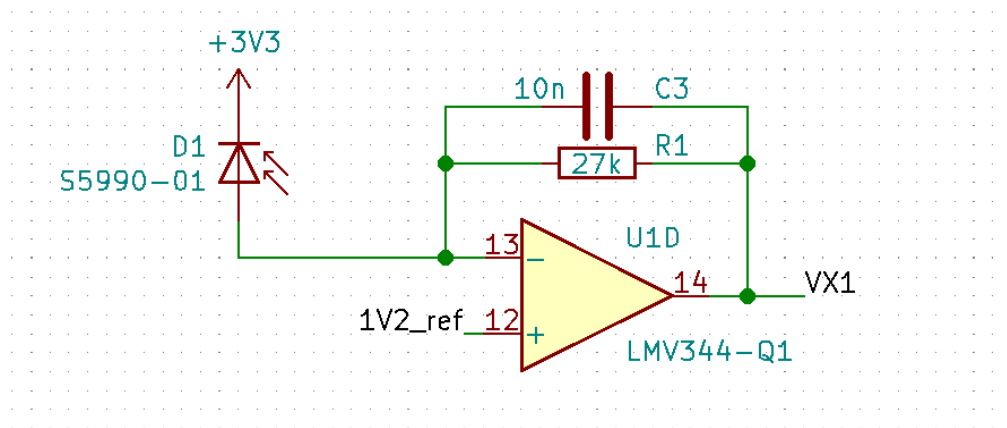 +3V3
10n
C3
D1
R1
S5990-01
27k
13
U1D
-
14
VX1
1V2_ref
12
+
LMV344-Q1